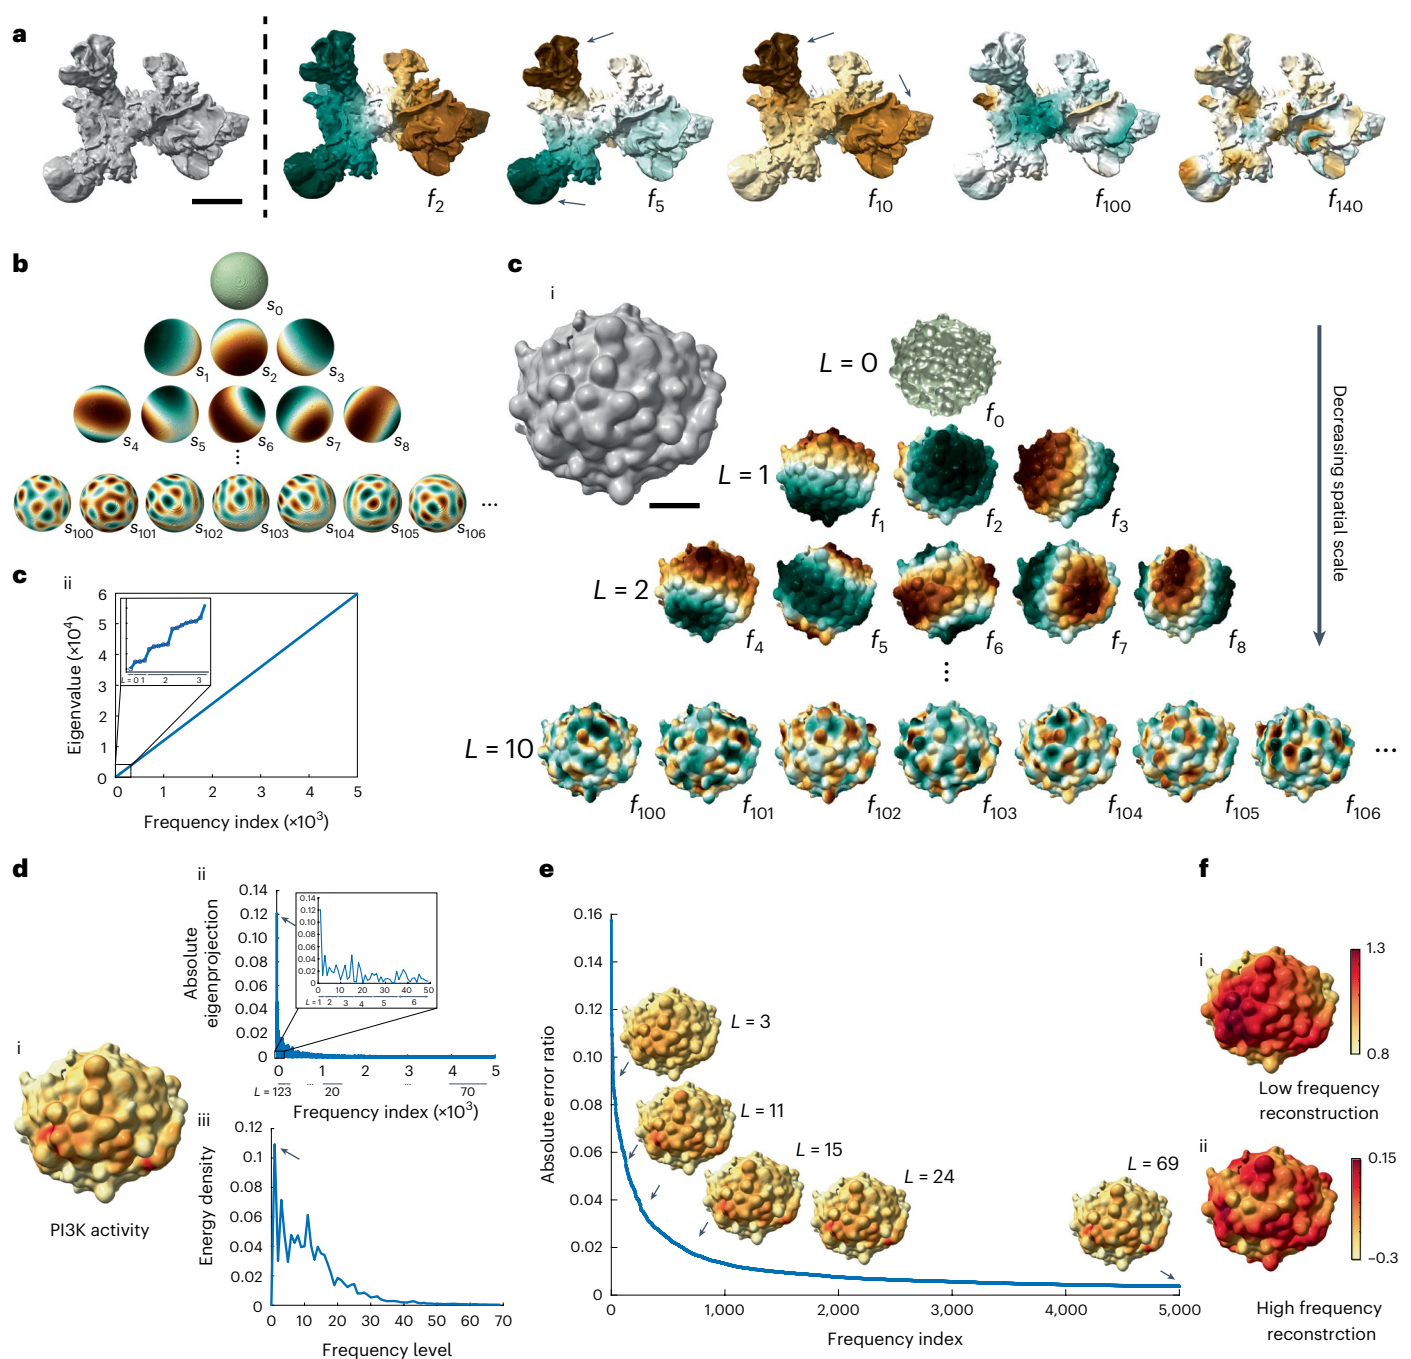 a
f2
f5
f10
f100
f140
b
s0
s1
s2
s3
s4
s5
s6
s7
s8
⋮
s100
s101
s102
s103
s104
s105
s106
...
c
i
L = 0
f0
L = 1
f1
f2
f3
L = 2
f4
f5
f6
f7
f8
⋮
L = 10
f100
f101
f102
f103
f104
f105
f106
...
Decreasing spatial scale
c
ii
Eigenvalue (×10⁴)
6
5
4
3
2
1
0
L = 0 1 2 3
0 1 2 3 4 5
Frequency index (×10³)
d
i
PI3K activity
ii
Absolute
eigenprojection
0.14
0.12
0.10
0.08
0.06
0.04
0.02
0
0.14
0.12
0.10
0.08
0.06
0.04
0.02
0
0 10 20 30 40 50
L = 1 2 3 4 5 6
0 1 2 3 4 5
L = 123 ... 20 ... 70
Frequency index (×10³)
iii
Energy density
0.12
0.1
0.08
0.06
0.04
0.02
0
0 10 20 30 40 50 60 70
Frequency level
e
Absolute error ratio
0.16
0.14
0.12
0.10
0.08
0.06
0.04
0.02
0
L = 3
L = 11
L = 15
L = 24
L = 69
0 1,000 2,000 3,000 4,000 5,000
Frequency index
f
i
1.3
0.8
Low frequency
reconstruction
ii
0.15
–0.3
High frequency
reconstrction